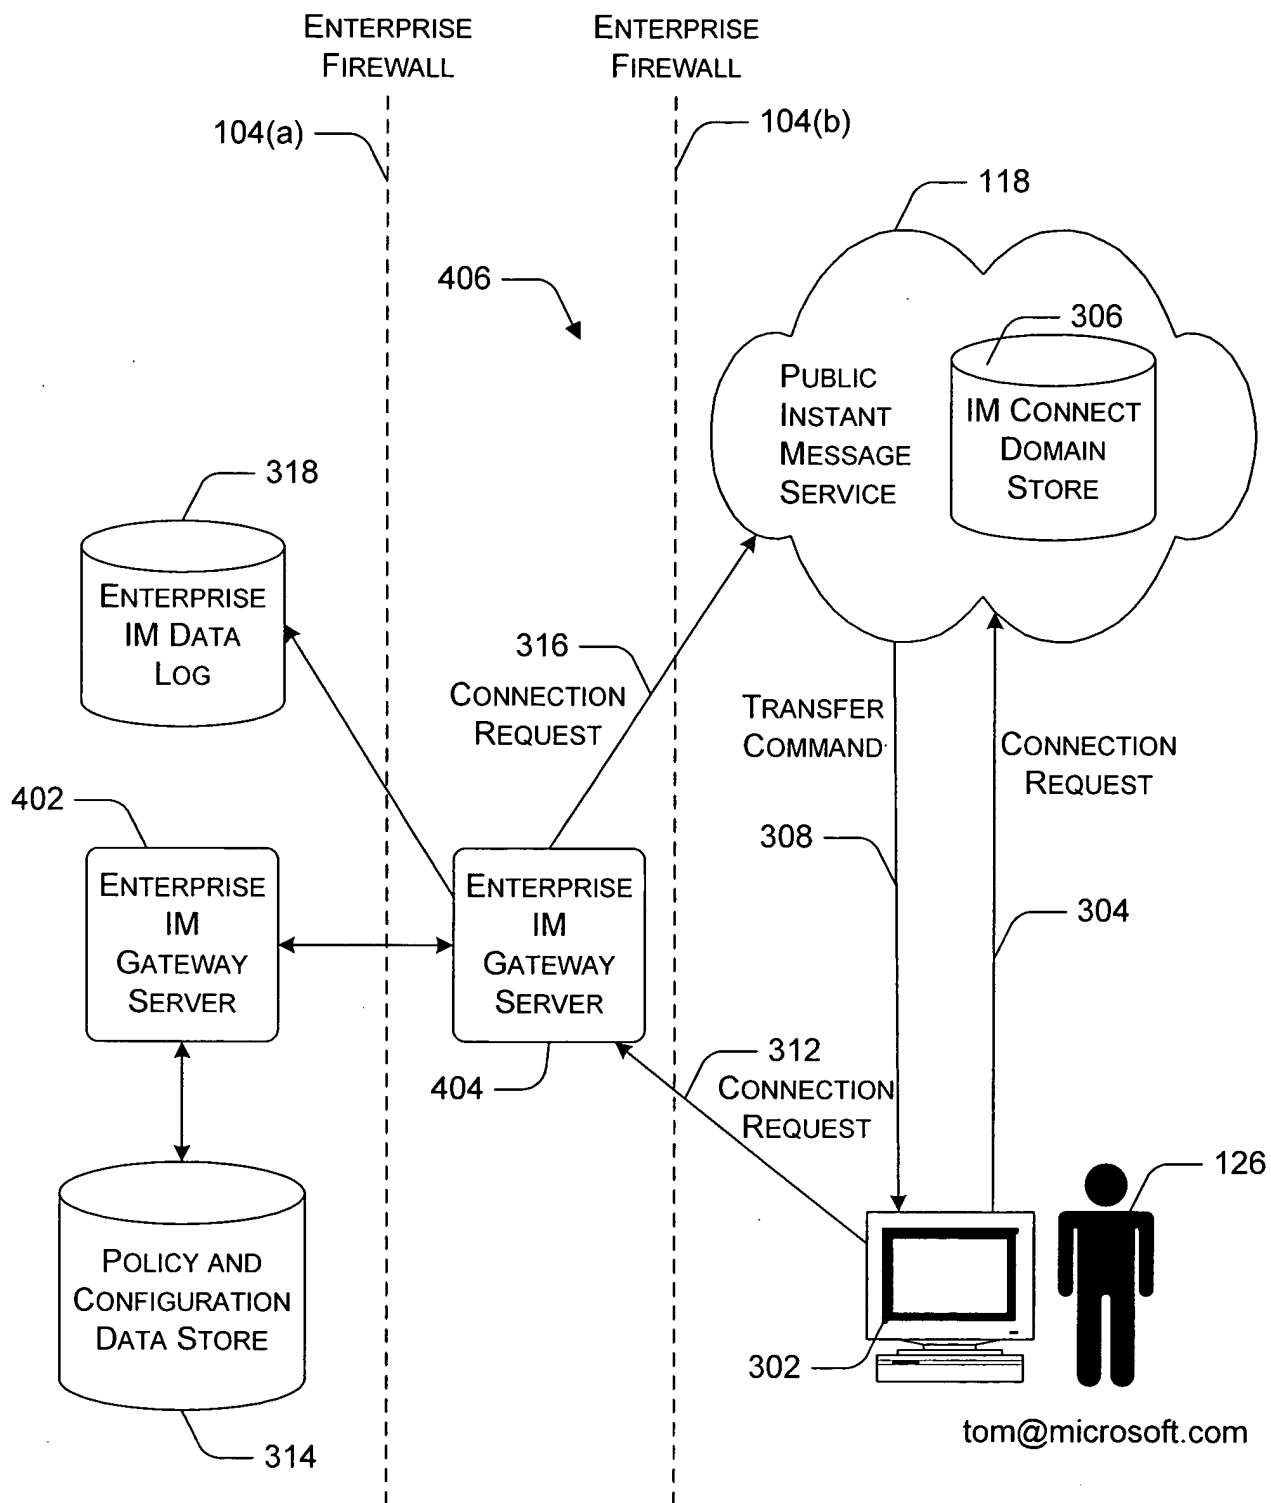 ENTERPRISE
FIREWALL
ENTERPRISE
FIREWALL
104(a)
104(b)
118
406
306
PUBLIC
INSTANT
MESSAGE
SERVICE
IM CONNECT
DOMAIN
STORE
318
ENTERPRISE
IM DATA
LOG
316
CONNECTION
REQUEST
TRANSFER
COMMAND
CONNECTION
REQUEST
402
308
304
ENTERPRISE
IM
GATEWAY
SERVER
ENTERPRISE
IM
GATEWAY
SERVER
404
312
CONNECTION
REQUEST
126
POLICY AND
CONFIGURATION
DATA STORE
302
314
tom@microsoft.com